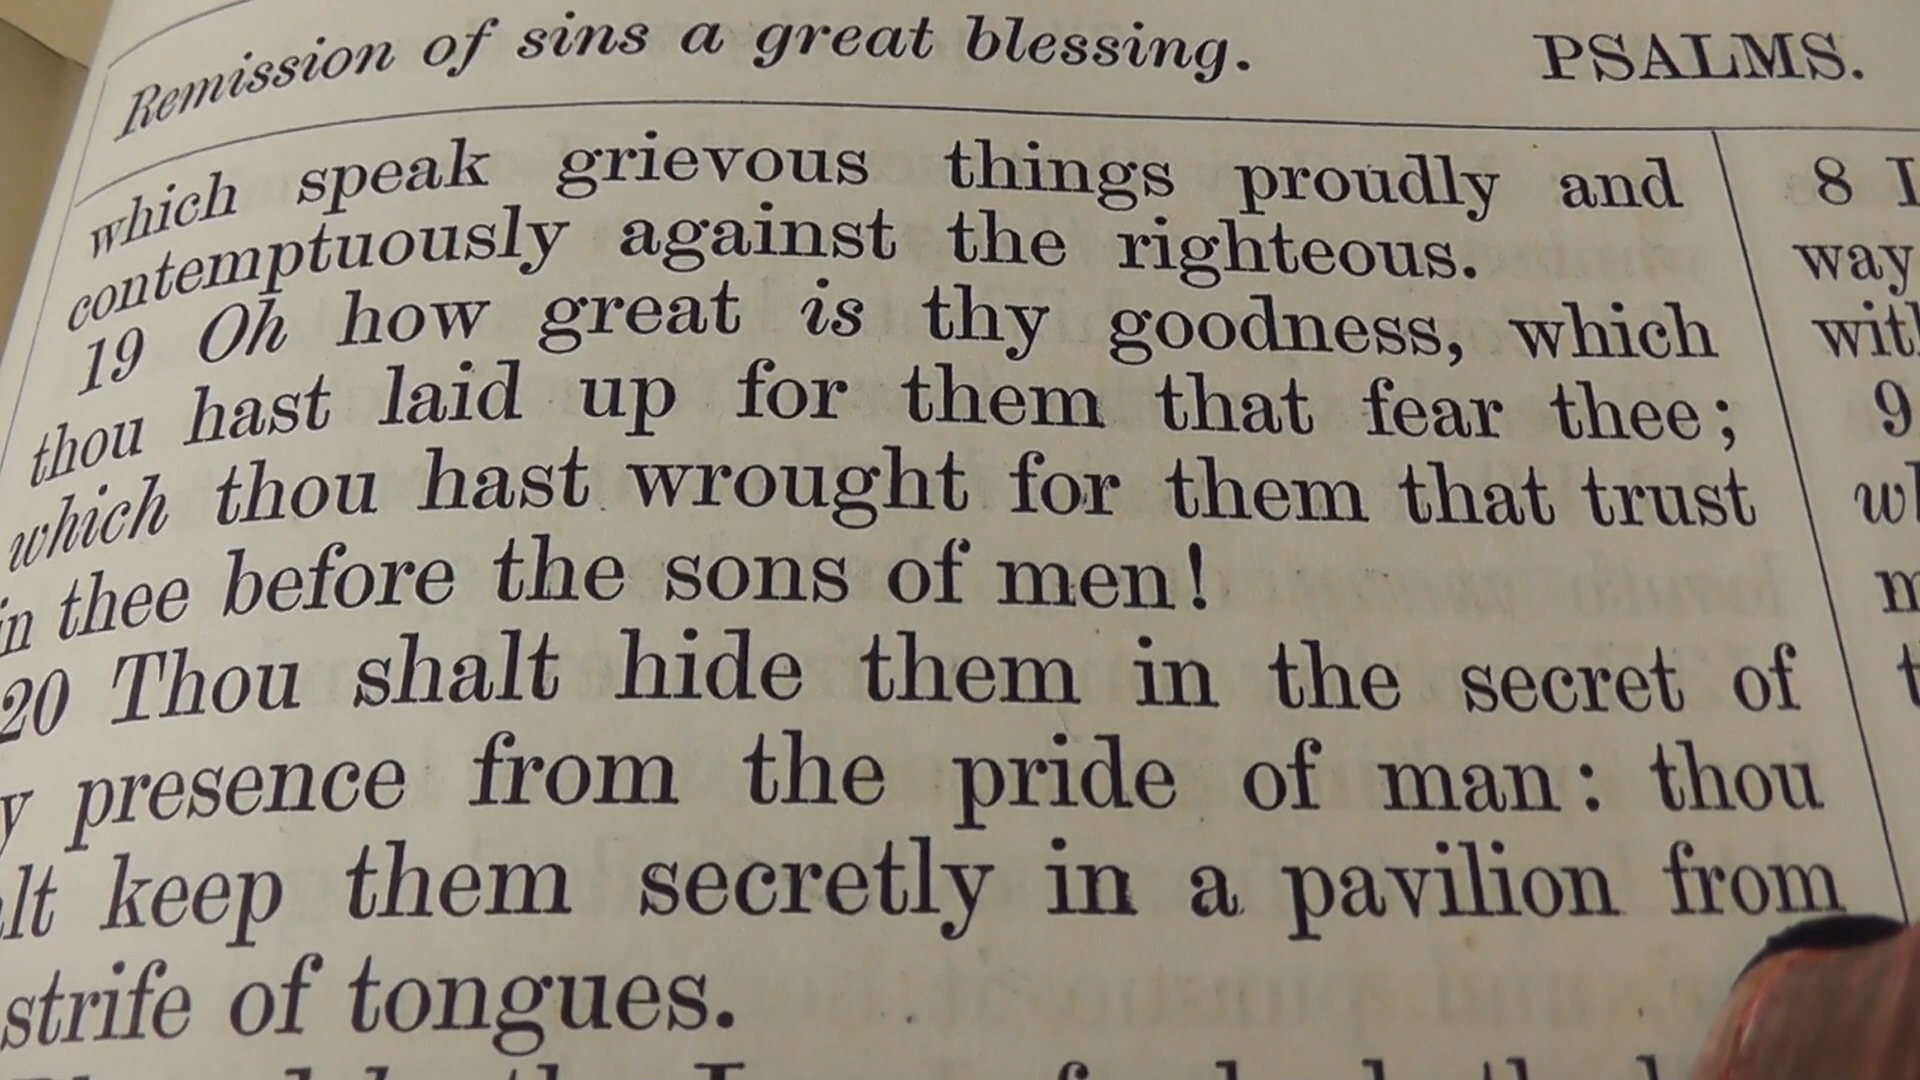 Remission of sins a great blessing. PSALMS.
which speak grievous things proudly and
contemptuously against the righteous.
19 Oh how great is thy goodness, which
thou hast laid up for them that fear thee;
which thou hast wrought for them that trust
in thee before the sons of men!
20 Thou shalt hide them in the secret of
presence from the pride of man: thou
keep them secretly in a pavilion from
strife of tongues.
8 I
way
9